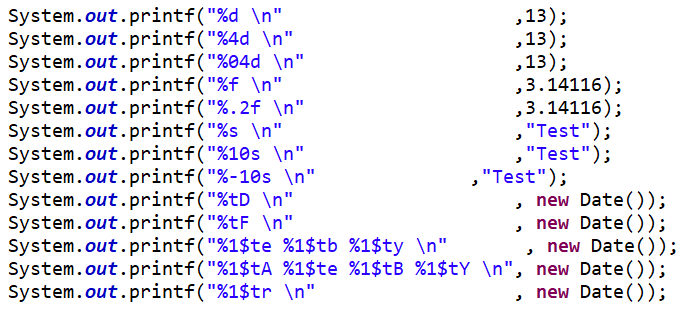 System.out.printf("%d \n"               ,13);
System.out.printf("%4d \n"              ,13);
System.out.printf("%04d \n"             ,13);
System.out.printf("%f \n"               ,3.14116);
System.out.printf("%.2f \n"             ,3.14116);
System.out.printf("%s \n"               ,"Test");
System.out.printf("%10s \n"             ,"Test");
System.out.printf("%-10s \n"          ,"Test");
System.out.printf("%tD \n"              , new Date());
System.out.printf("%tF \n"              , new Date());
System.out.printf("%1$te %1$tb %1$ty \n"     , new Date());
System.out.printf("%1$tA %1$te %1$tB %1$tY \n", new Date());
System.out.printf("%1$tr \n"            , new Date());